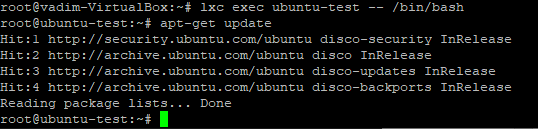 root@vadim-VirtualBox:~# lxc exec ubuntu-test -- /bin/bash
root@ubuntu-test:~# apt-get update
Hit:1 http://security.ubuntu.com/ubuntu disco-security InRelease
Hit:2 http://archive.ubuntu.com/ubuntu disco InRelease
Hit:3 http://archive.ubuntu.com/ubuntu disco-updates InRelease
Hit:4 http://archive.ubuntu.com/ubuntu disco-backports InRelease
Reading package lists... Done
root@ubuntu-test:~#